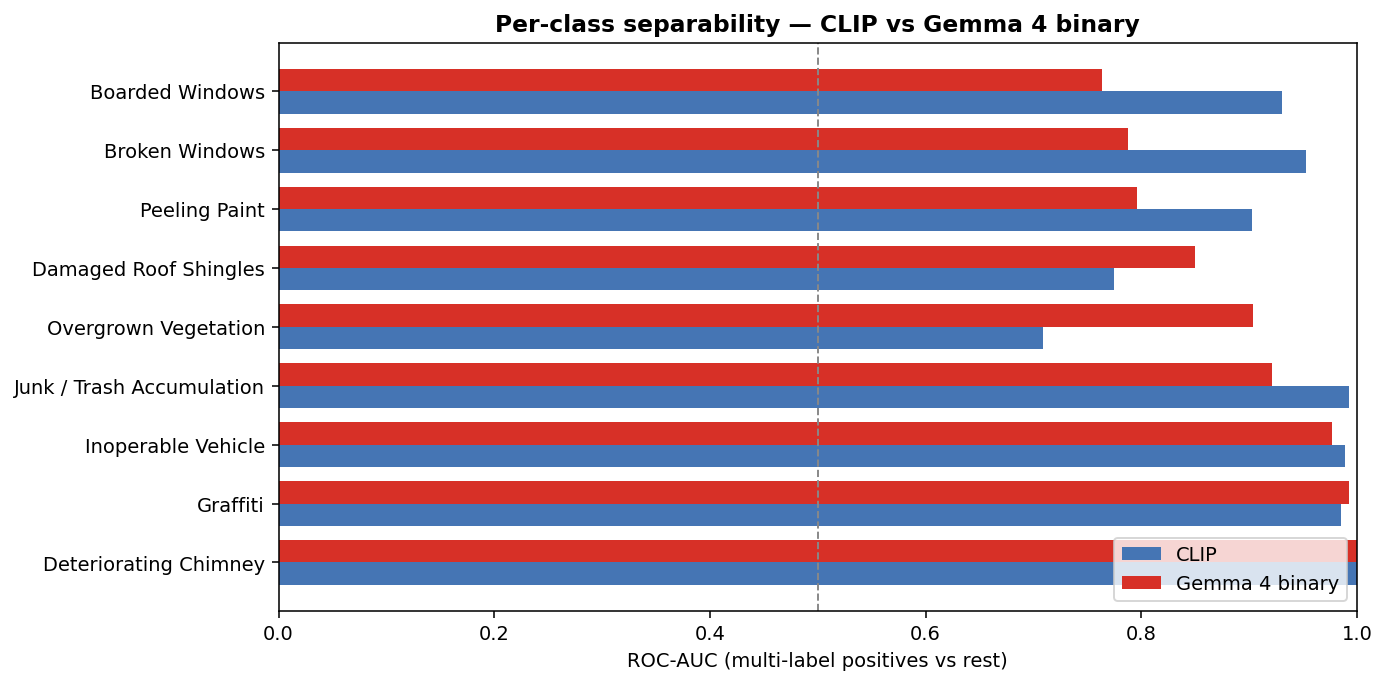 Per-class separability — CLIP vs Gemma 4 binary
Boarded Windows
Broken Windows
Peeling Paint
Damaged Roof Shingles
Overgrown Vegetation
Junk / Trash Accumulation
Inoperable Vehicle
Graffiti
Deteriorating Chimney
CLIP
Gemma 4 binary
0.0 0.2 0.4 0.6 0.8 1.0
ROC-AUC (multi-label positives vs rest)